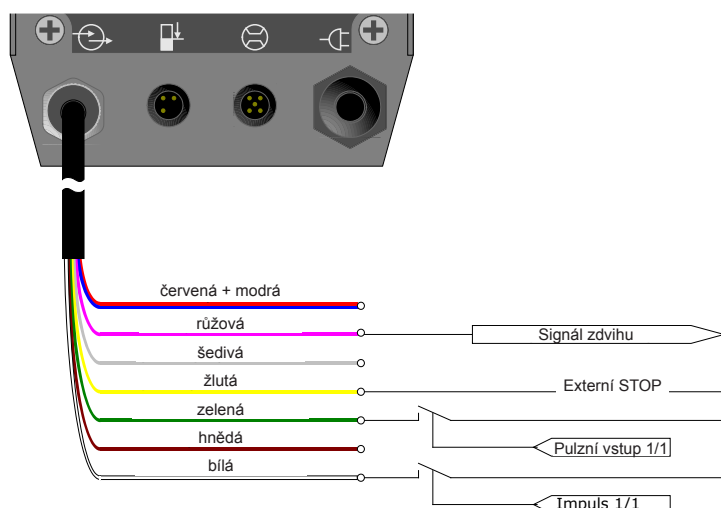 červená + modrá
růžová
Signál zdvihu
šedivá
žlutá
Externí STOP
zelená
hnědá
Pulzní vstup 1/1
bílá
Impuls 1/1